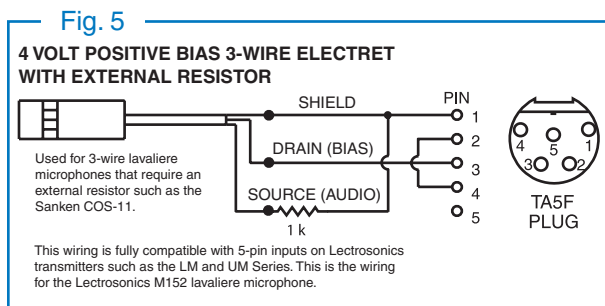 Fig. 5
4 VOLT POSITIVE BIAS 3-WIRE ELECTRET
WITH EXTERNAL RESISTOR
SHIELD
PIN
1
2
DRAIN (BIAS)
3
SOURCE (AUDIO)
4
1 k
5
Used for 3-wire lavaliere
microphones that require an
external resistor such as the
Sanken COS-11.
4 5 1
3 2
TA5F
PLUG
This wiring is fully compatible with 5-pin inputs on Lectrosonics
transmitters such as the LM and UM Series. This is the wiring
for the Lectrosonics M152 lavaliere microphone.